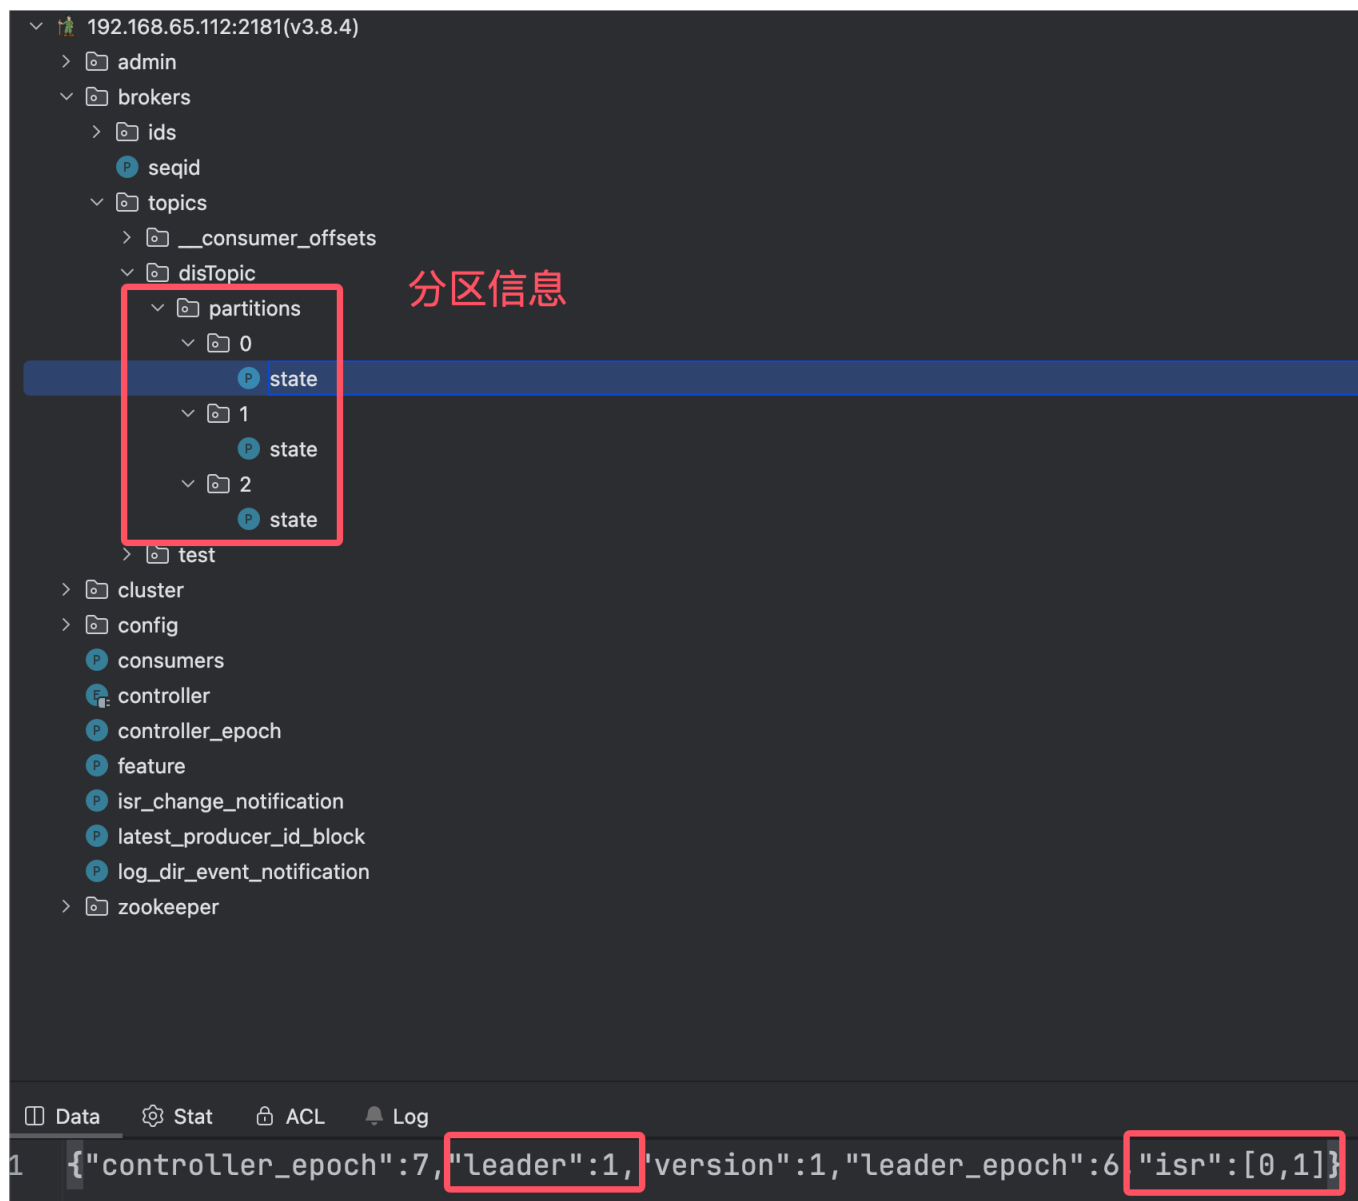 192.168.65.112:2181(v3.8.4)
admin
brokers
ids
seqid
topics
__consumer_offsets
disTopic
分区信息
partitions
0
state
1
state
2
state
test
cluster
config
consumers
controller
controller_epoch
feature
isr_change_notification
latest_producer_id_block
log_dir_event_notification
zookeeper
Data Stat ACL Log
1 {"controller_epoch":7,"leader":1,"version":1,"leader_epoch":6,"isr":[0,1]}